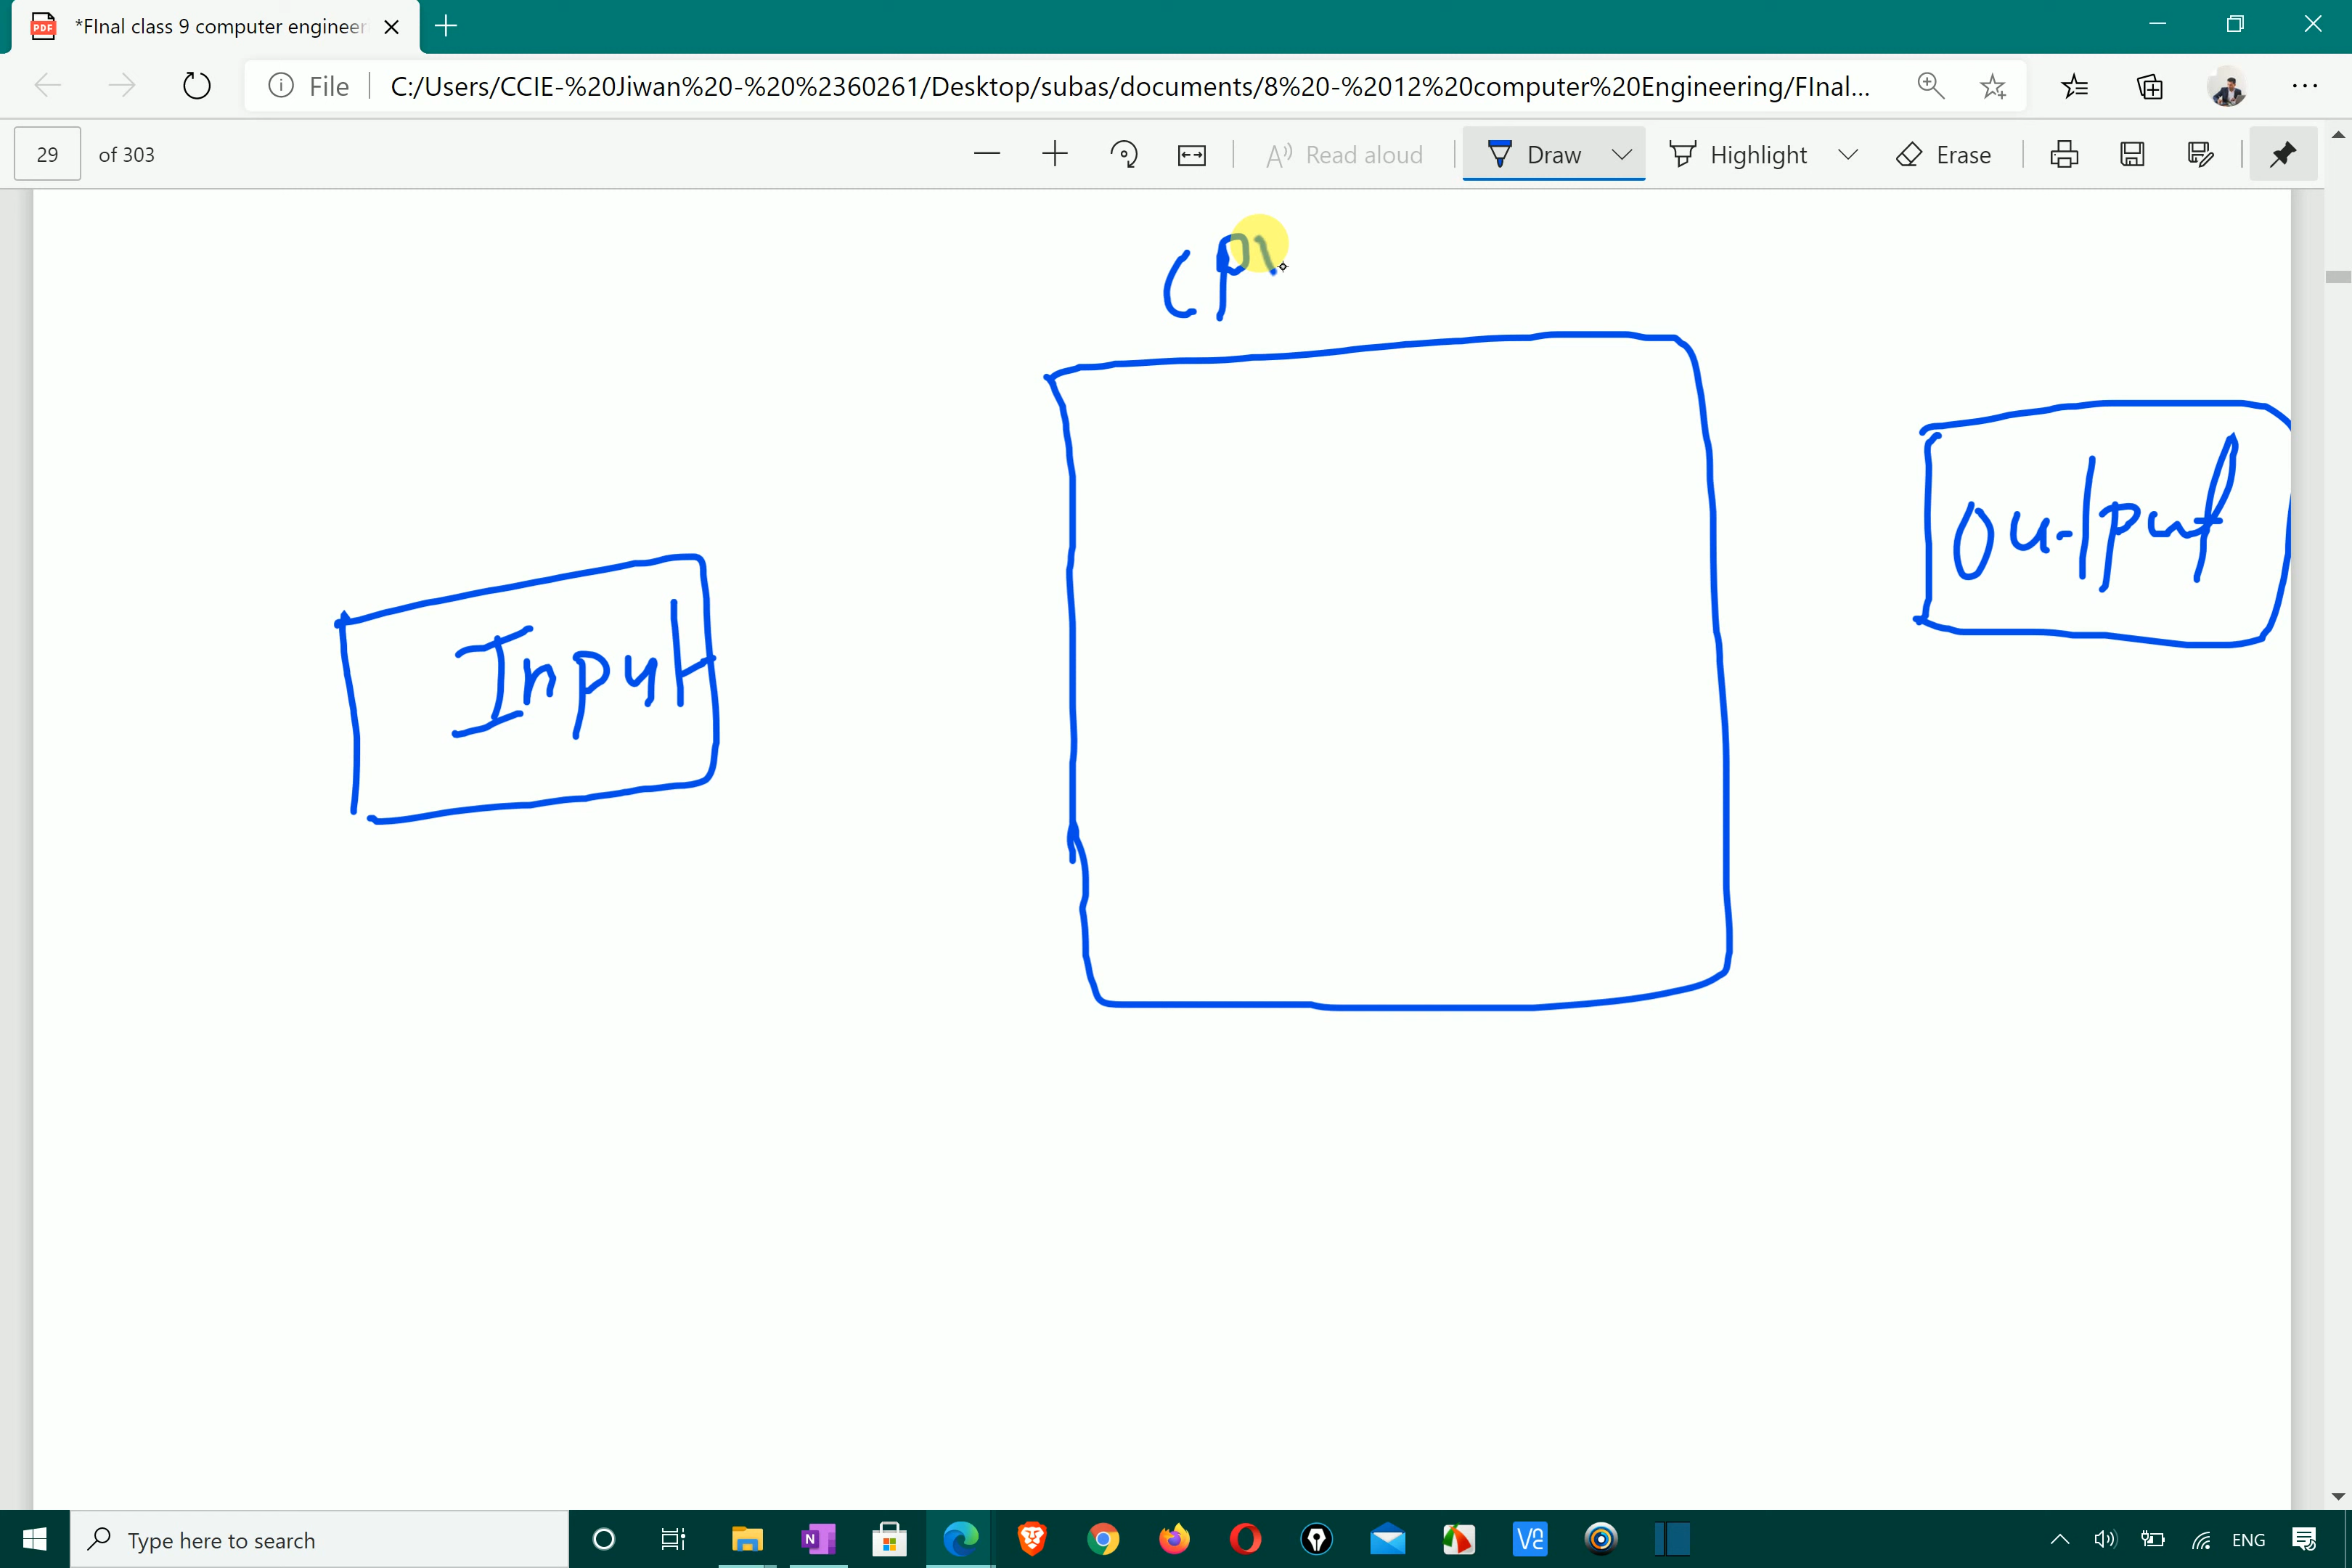 *FInal class 9 computer engineer
File
C:/Users/CCIE-%20Jiwan%20-%20%2360261/Desktop/subas/documents/8%20-%2012%20computer%20Engineering/FInal...
29 of 303
Read aloud
Draw
Highlight
Erase
CPU
Output
Input
Type here to search
ENG